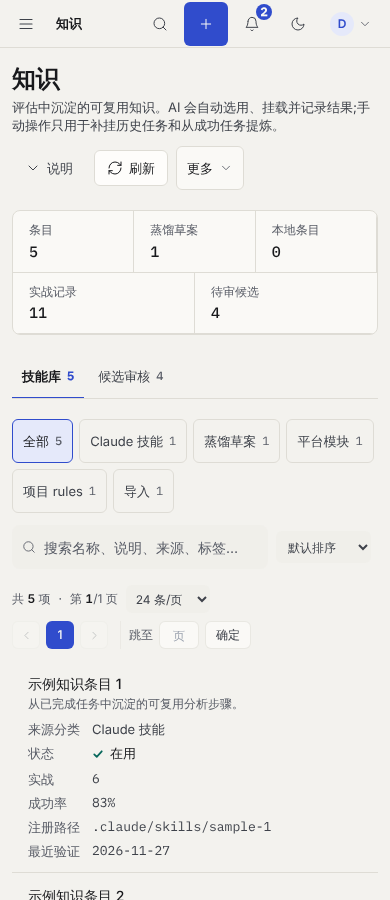 知识
2
D
知识
评估中沉淀的可复用知识。AI 会自动选用、挂载并记录结果;手
动操作只用于补挂历史任务和从成功任务提炼。
说明
刷新
更多
条目
5
蒸馏草案
1
本地条目
0
实战记录
11
待审候选
4
技能库 5
候选审核 4
全部 5
Claude 技能 1
蒸馏草案 1
平台模块 1
项目 rules 1
导入 1
搜索名称、说明、来源、标签...
默认排序
共 5 项 · 第 1/1 页
24 条/页
1
跳至
页
确定
示例知识条目 1
从已完成任务中沉淀的可复用分析步骤。
来源分类 Claude 技能
状态 在用
实战 6
成功率 83%
注册路径 .claude/skills/sample-1
最近验证 2026-11-27
示例知识条目 2